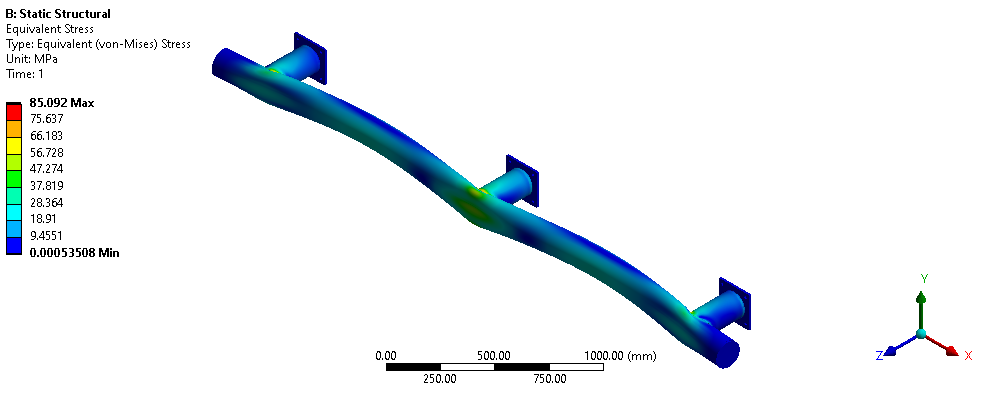 B: Static Structural
Equivalent Stress
Type: Equivalent (von-Mises) Stress
Unit: MPa
Time: 1
85.092 Max
75.637
66.183
56.728
47.274
37.819
28.364
18.91
9.4551
0.00053508 Min
0.00 500.00 1000.00 (mm)
250.00 750.00
Y
Z X